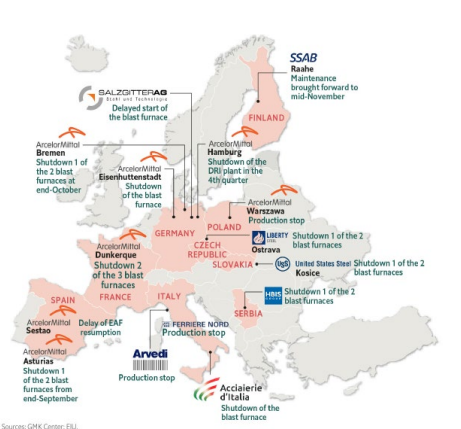 SSAB
Raahe
Maintenance
brought forward to
mid-November
FINLAND
SALZGITTERAG
Stahl und Technologie
Delayed start of
the blast furnace
ArcelorMittal
Bremen
Shutdown 1 of
the 2 blast
furnaces at
end-October
ArcelorMittal
Eisenhuttenstadt
Shutdown
of the blast
furnace
ArcelorMittal
Hamburg
Shutdown of the
DRI plant in the
4th quarter
ArcelorMittal
Warszawa
Production stop
GERMANY
POLAND
CZECH
REPUBLIC
SLOVAKIA
LIBERTY
Ostrava
Shutdown 1 of the 2
blast furnaces
USS
United States Steel
Kosice
Shutdown 1 of the 2
blast furnaces
ArcelorMittal
Dunkerque
Shutdown 2
of the 3 blast
furnaces
HBIS
Shutdown 1 of the 2
blast furnaces
SERBIA
SPAIN
FRANCE
ITALY
ArcelorMittal
Sestao
Delay of EAF
resumption
FERRIERE NORD
Production stop
ArcelorMittal
Asturias
Shutdown 1
of the 2 blast
furnaces from
end-September
Arvedi
Production stop
Acciaierie
d'Italia
Shutdown of the
blast furnace
Sources: GMK Center; EIU.